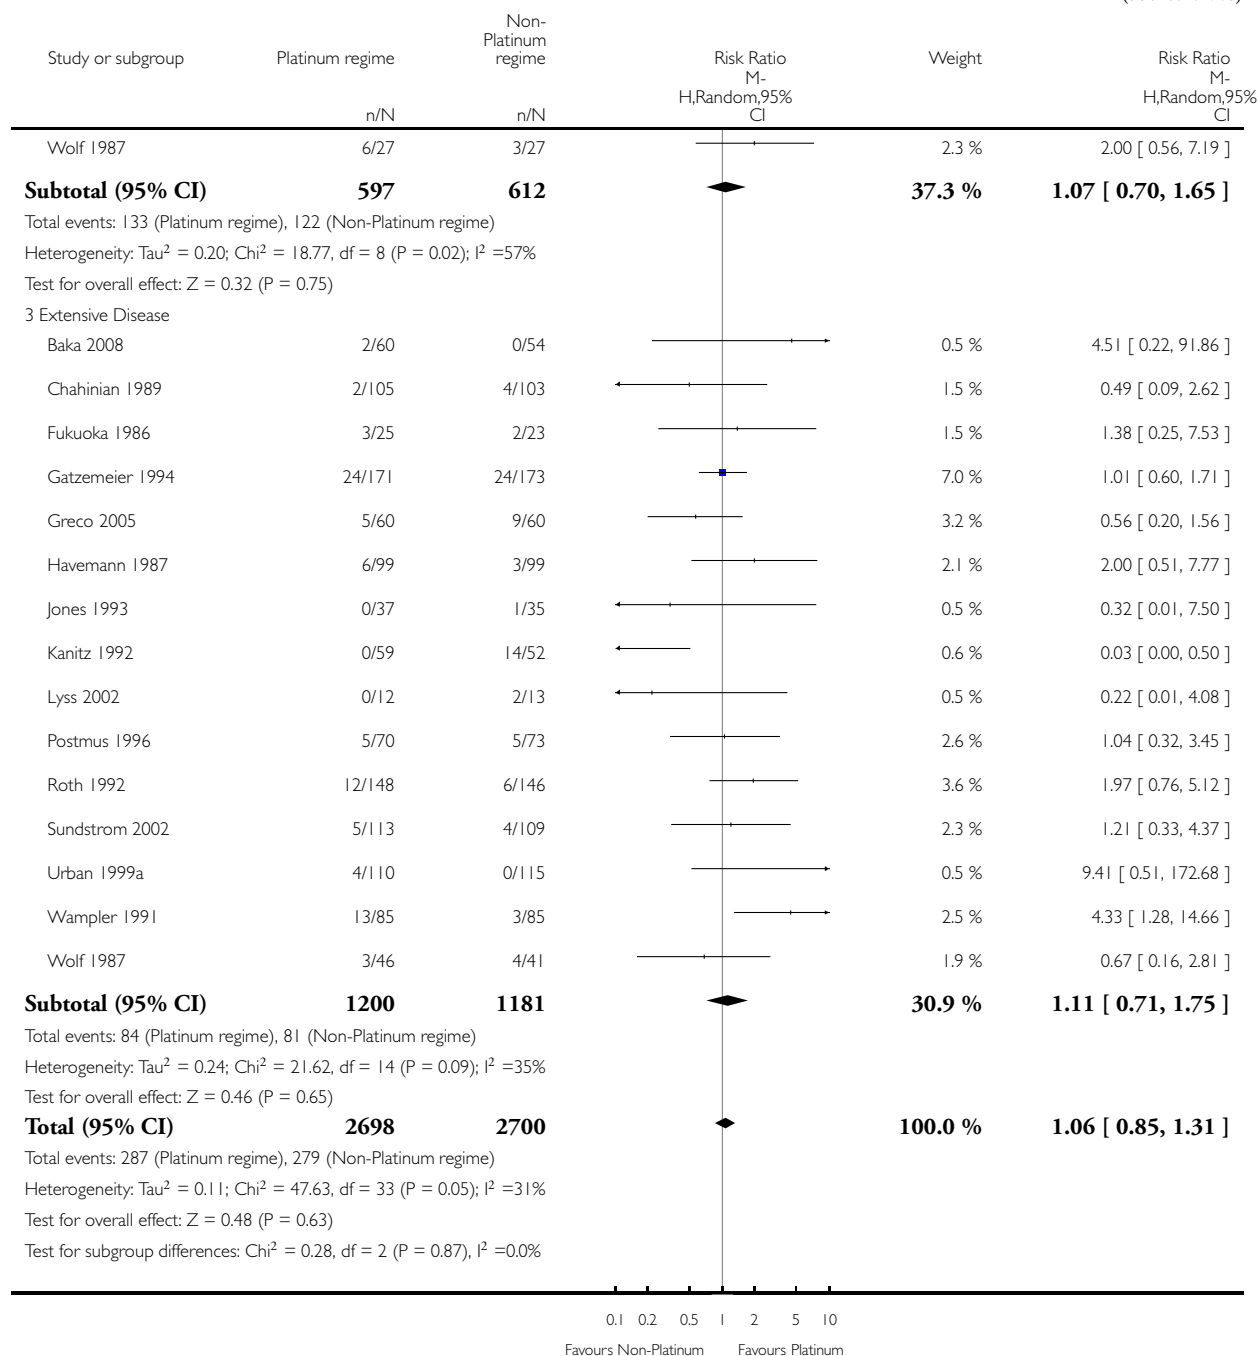 Study or subgroup Platinum regime Non-Platinum regime Risk Ratio Weight Risk Ratio
n/N n/N M-H,Random,95% CI M-H,Random,95% CI
Wolf 1987 6/27 3/27 2.3 % 2.00 [ 0.56, 7.19 ]
Subtotal (95% CI) 597 612 37.3 % 1.07 [ 0.70, 1.65 ]
Total events: 133 (Platinum regime), 122 (Non-Platinum regime)
Heterogeneity: Tau² = 0.20; Chi² = 18.77, df = 8 (P = 0.02); I² =57%
Test for overall effect: Z = 0.32 (P = 0.75)
3 Extensive Disease
Baka 2008 2/60 0/54 0.5 % 4.51 [ 0.22, 91.86 ]
Chahinian 1989 2/105 4/103 1.5 % 0.49 [ 0.09, 2.62 ]
Fukuoka 1986 3/25 2/23 1.5 % 1.38 [ 0.25, 7.53 ]
Gatzemeier 1994 24/171 24/173 7.0 % 1.01 [ 0.60, 1.71 ]
Greco 2005 5/60 9/60 3.2 % 0.56 [ 0.20, 1.56 ]
Havemann 1987 6/99 3/99 2.1 % 2.00 [ 0.51, 7.77 ]
Jones 1993 0/37 1/35 0.5 % 0.32 [ 0.01, 7.50 ]
Kanitz 1992 0/59 14/52 0.6 % 0.03 [ 0.00, 0.50 ]
Lyss 2002 0/12 2/13 0.5 % 0.22 [ 0.01, 4.08 ]
Postmus 1996 5/70 5/73 2.6 % 1.04 [ 0.32, 3.45 ]
Roth 1992 12/148 6/146 3.6 % 1.97 [ 0.76, 5.12 ]
Sundstrom 2002 5/113 4/109 2.3 % 1.21 [ 0.33, 4.37 ]
Urban 1999a 4/110 0/115 0.5 % 9.41 [ 0.51, 172.68 ]
Wampler 1991 13/85 3/85 2.5 % 4.33 [ 1.28, 14.66 ]
Wolf 1987 3/46 4/41 1.9 % 0.67 [ 0.16, 2.81 ]
Subtotal (95% CI) 1200 1181 30.9 % 1.11 [ 0.71, 1.75 ]
Total events: 84 (Platinum regime), 81 (Non-Platinum regime)
Heterogeneity: Tau² = 0.24; Chi² = 21.62, df = 14 (P = 0.09); I² =35%
Test for overall effect: Z = 0.46 (P = 0.65)
Total (95% CI) 2698 2700 100.0 % 1.06 [ 0.85, 1.31 ]
Total events: 287 (Platinum regime), 279 (Non-Platinum regime)
Heterogeneity: Tau² = 0.11; Chi² = 47.63, df = 33 (P = 0.05); I² =31%
Test for overall effect: Z = 0.48 (P = 0.63)
Test for subgroup differences: Chi² = 0.28, df = 2 (P = 0.87), I² =0.0%
0.1 0.2 0.5 1 2 5 10
Favours Non-Platinum Favours Platinum